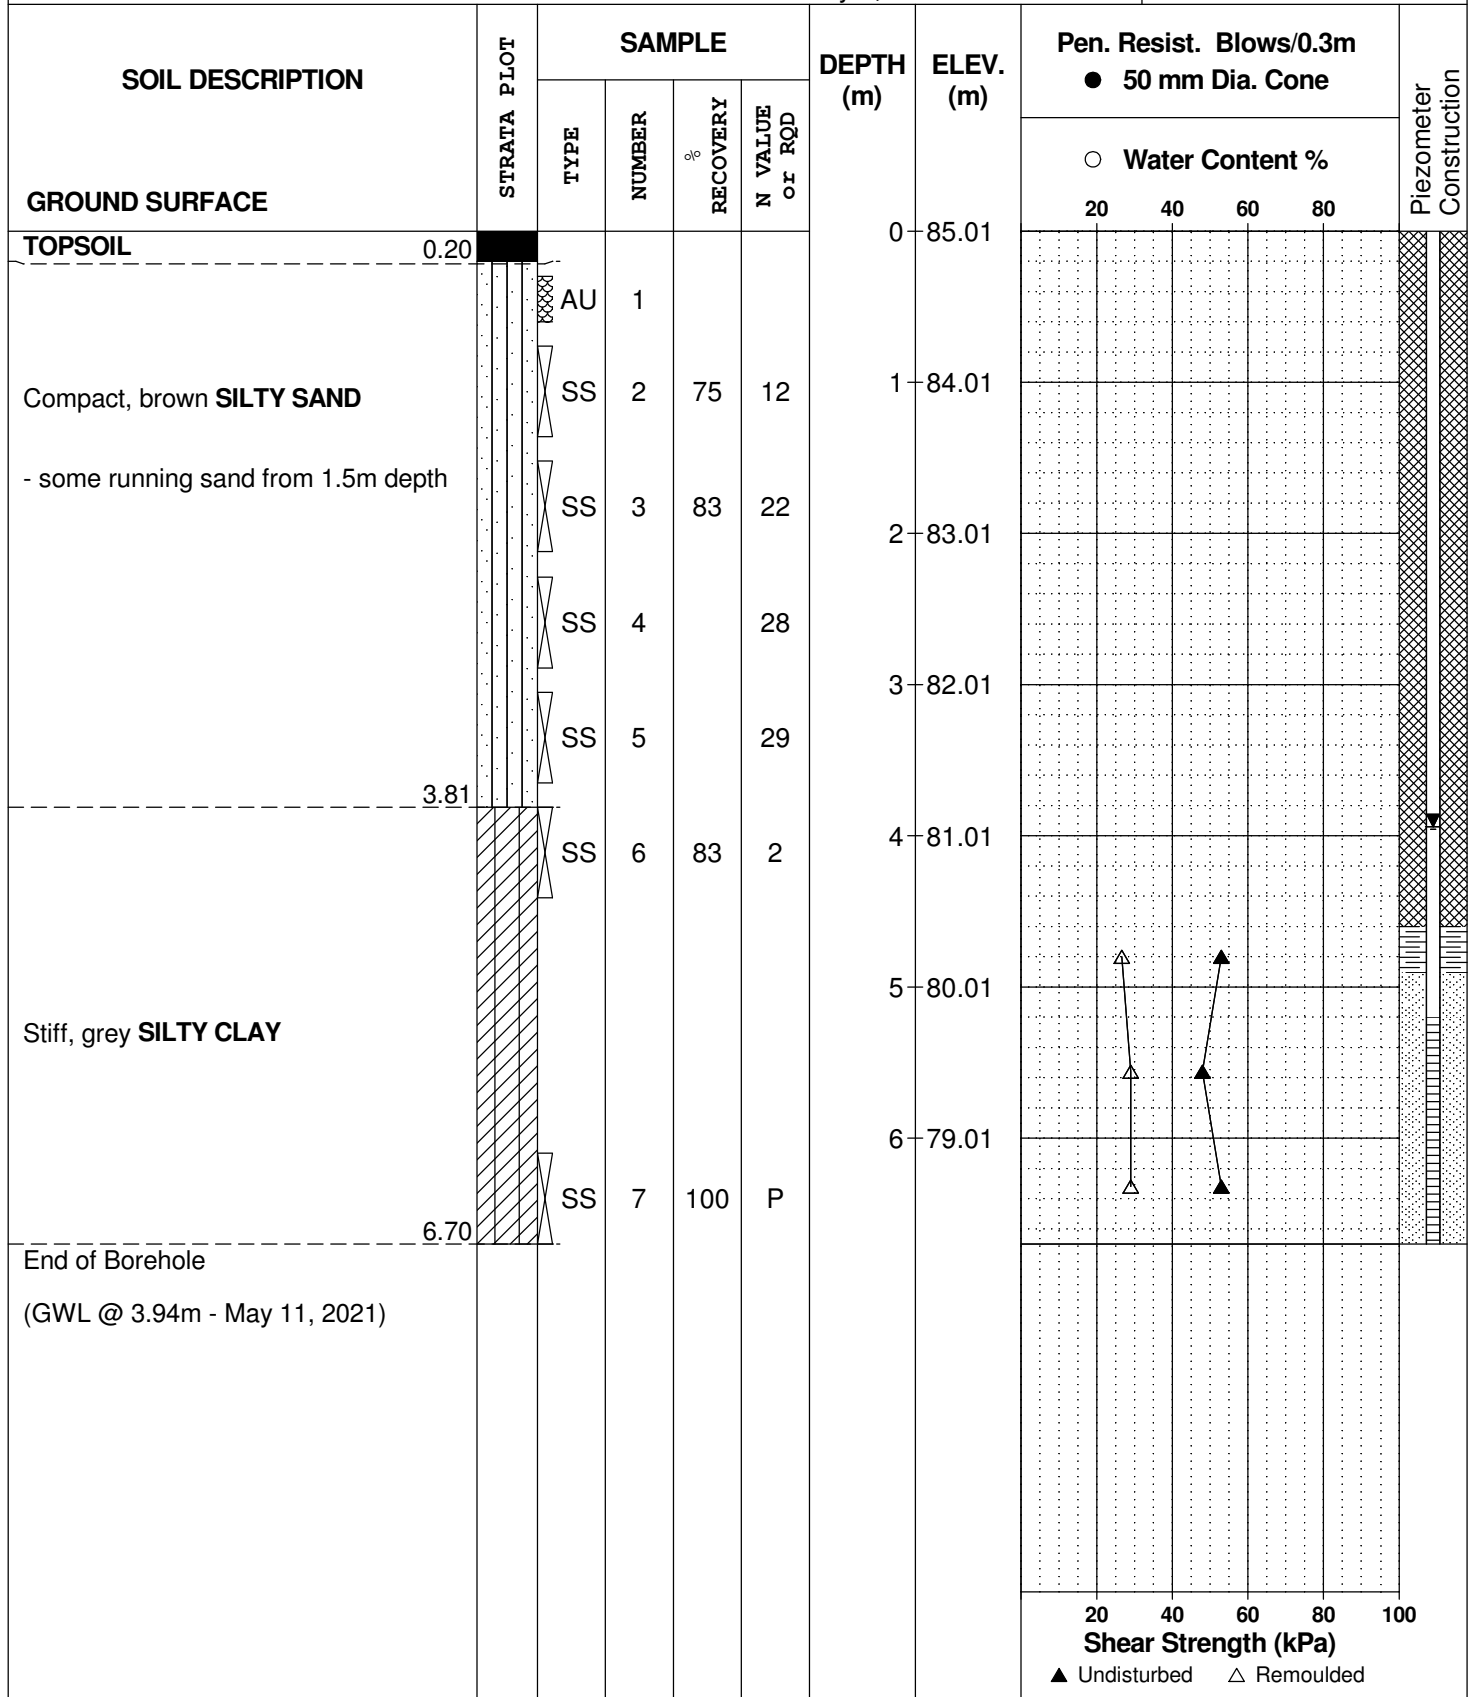 SOIL DESCRIPTION
GROUND SURFACE
STRATA PLOT
SAMPLE
TYPE
NUMBER
%
RECOVERY
N VALUE
or RQD
DEPTH
(m)
ELEV.
(m)
Pen. Resist. Blows/0.3m
● 50 mm Dia. Cone
○ Water Content %
20 40 60 80
Piezometer
Construction
TOPSOIL 0.20
0 85.01
AU 1
Compact, brown SILTY SAND
SS 2 75 12
1 84.01
- some running sand from 1.5m depth
SS 3 83 22
2 83.01
SS 4 28
3 82.01
SS 5 29
3.81
4 81.01
SS 6 83 2
5 80.01
Stiff, grey SILTY CLAY
6 79.01
SS 7 100 P
6.70
End of Borehole
(GWL @ 3.94m - May 11, 2021)
20 40 60 80 100
Shear Strength (kPa)
▲ Undisturbed △ Remoulded